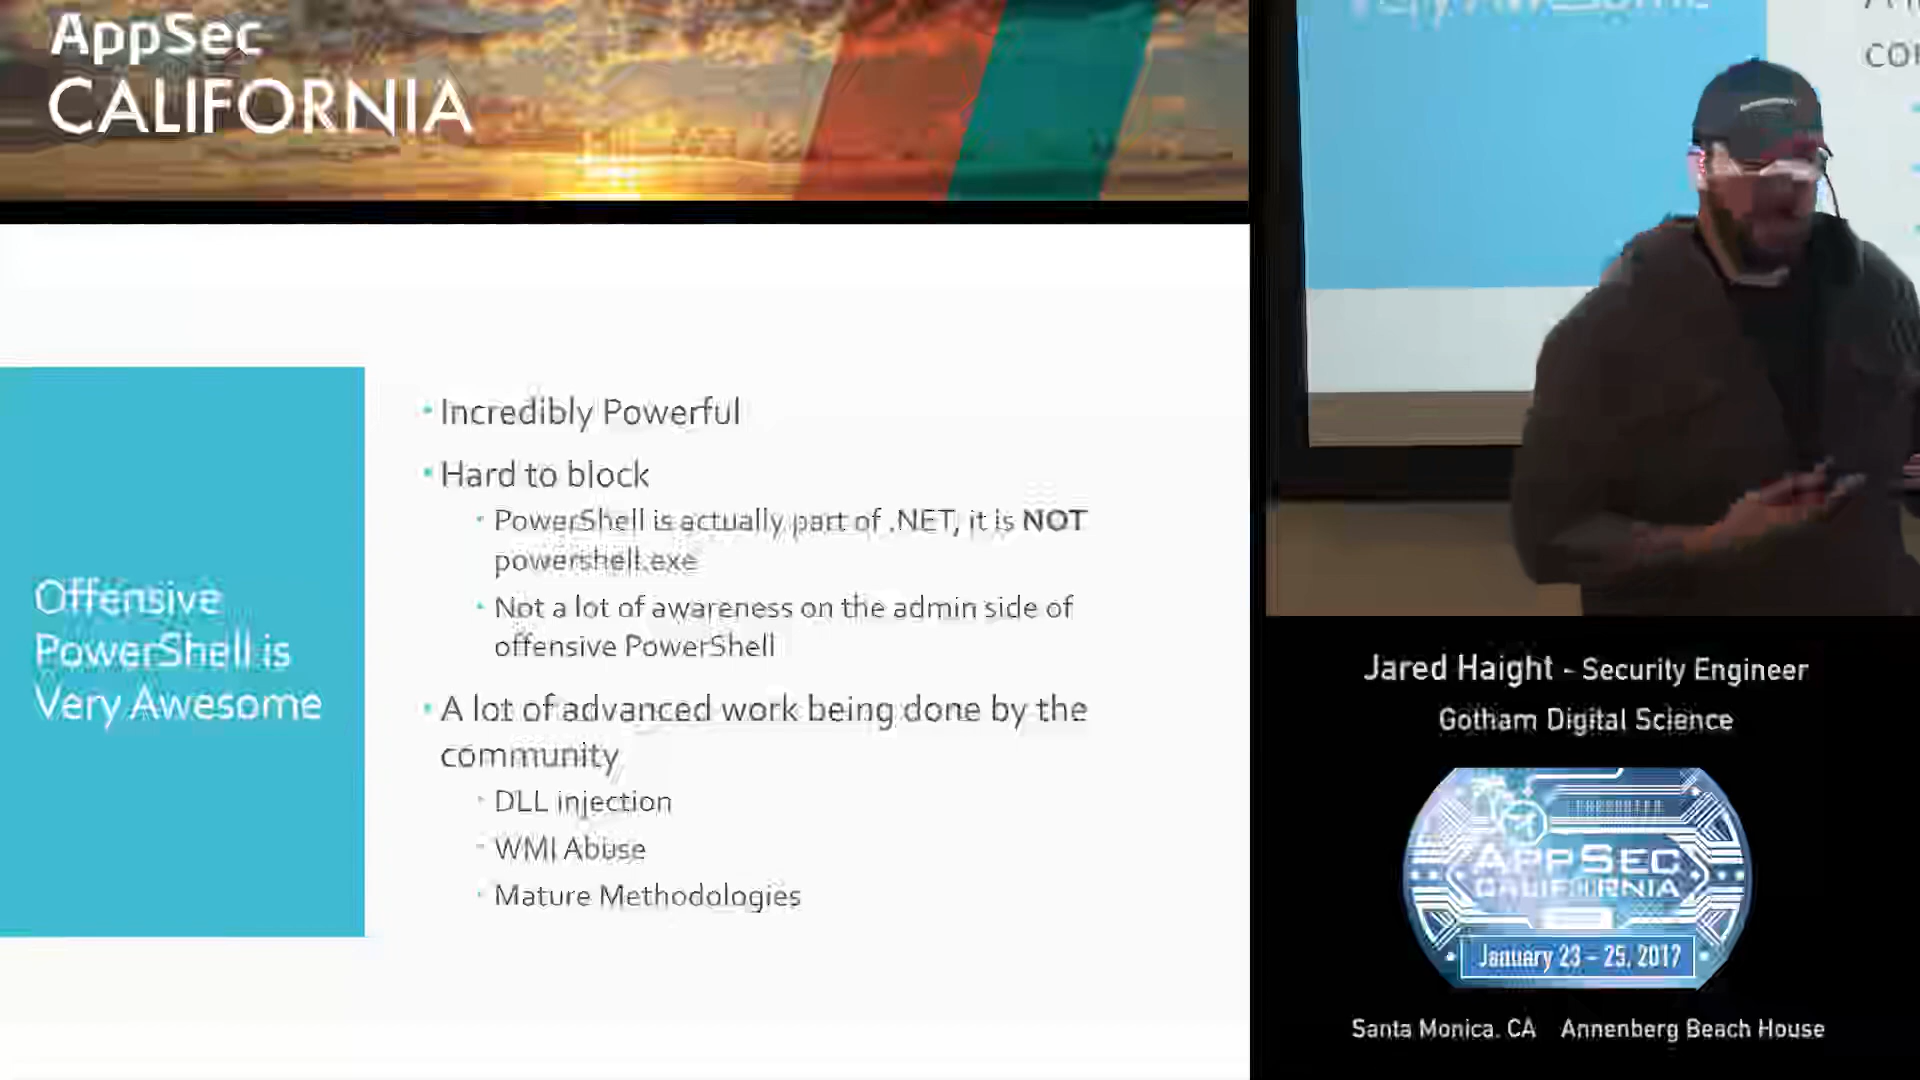 AppSec
CALIFORNIA
Offensive
PowerShell is
Very Awesome
Incredibly Powerful
Hard to block
PowerShell is actually part of .NET, it is NOT
powershell.exe
Not a lot of awareness on the admin side of
offensive PowerShell
A lot of advanced work being done by the
community
DLL injection
WMI Abuse
Mature Methodologies
Jared Haight - Security Engineer
Gotham Digital Science
APPSEC
CALIFORNIA
January 23 - 25, 2017
Santa Monica, CA Annenberg Beach House